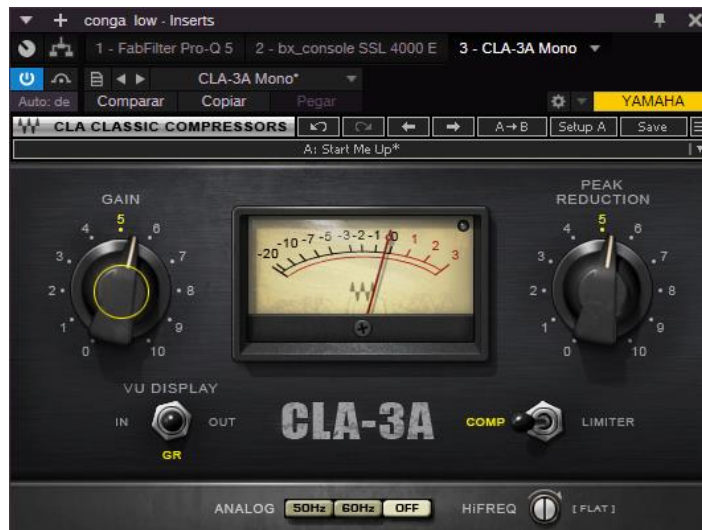 conga low - Inserts
1 - FabFilter Pro-Q 5 2 - bx_console SSL 4000 E 3 - CLA-3A Mono
CLA-3A Mono*
Auto: de Comparar Copiar Pegar YAMAHA
CLA CLASSIC COMPRESSORS A→B Setup A Save
A: Start Me Up*
GAIN
0 1 2 3 4 5 6 7 8 9 10
-20 -10 -7 -5 -3 -2 -1 0 1 2 3
PEAK
REDUCTION
0 1 2 3 4 5 6 7 8 9 10
VU DISPLAY
IN OUT
GR
CLA-3A
COMP LIMITER
ANALOG 50Hz 60Hz OFF HiFREQ [FLAT]